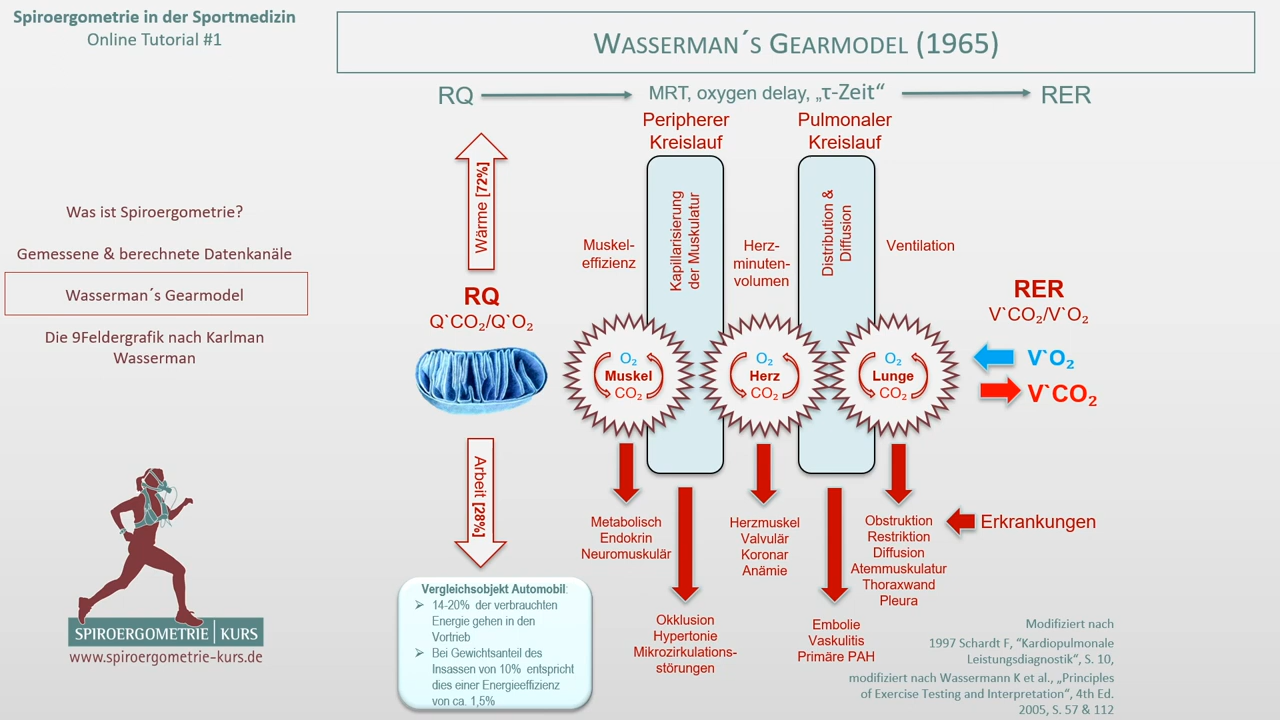 Spiroergometrie in der Sportmedizin
Online Tutorial #1
WASSERMAN´S GEARMODEL (1965)
RQ
MRT, oxygen delay, „τ-Zeit“
RER
Peripherer
Kreislauf
Pulmonaler
Kreislauf
Was ist Spiroergometrie?
Gemessene & berechnete Datenkanäle
Wasserman´s Gearmodel
Die 9Feldergrafik nach Karlman
Wasserman
Wärme [72%]
Muskel-
effizienz
Kapillarisierung
der Muskulatur
Herz-
minuten-
volumen
Distribution &
Diffusion
Ventilation
RQ
Q`CO₂/Q`O₂
RER
V`CO₂/V`O₂
O₂
Muskel
CO₂
O₂
Herz
CO₂
O₂
Lunge
CO₂
V`O₂
V`CO₂
Arbeit [28%]
Metabolisch
Endokrin
Neuromuskulär
Herzmuskel
Valvulär
Koronar
Anämie
Obstruktion
Restriktion
Diffusion
Atemmuskulatur
Thoraxwand
Pleura
Erkrankungen
Okklusion
Hypertonie
Mikrozirkulations-
störungen
Embolie
Vaskulitis
Primäre PAH
Vergleichsobjekt Automobil:
14-20% der verbrauchten
Energie gehen in den
Vortrieb
Bei Gewichtsanteil des
Insassen von 10% entspricht
dies einer Energieeffizienz
von ca. 1,5%
SPIROERGOMETRIE | KURS
www.spiroergometrie-kurs.de
Modifiziert nach
1997 Schardt F, “Kardiopulmonale
Leistungsdiagnostik“, S. 10,
modifiziert nach Wassermann K et al., „Principles
of Exercise Testing and Interpretation“, 4th Ed.
2005, S. 57 & 112